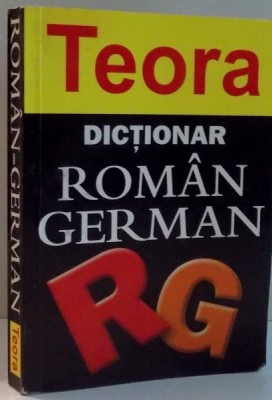 Teora
DICȚIONAR
ROMÂN
GERMAN
RG
ROMÂN-GERMAN
Teora